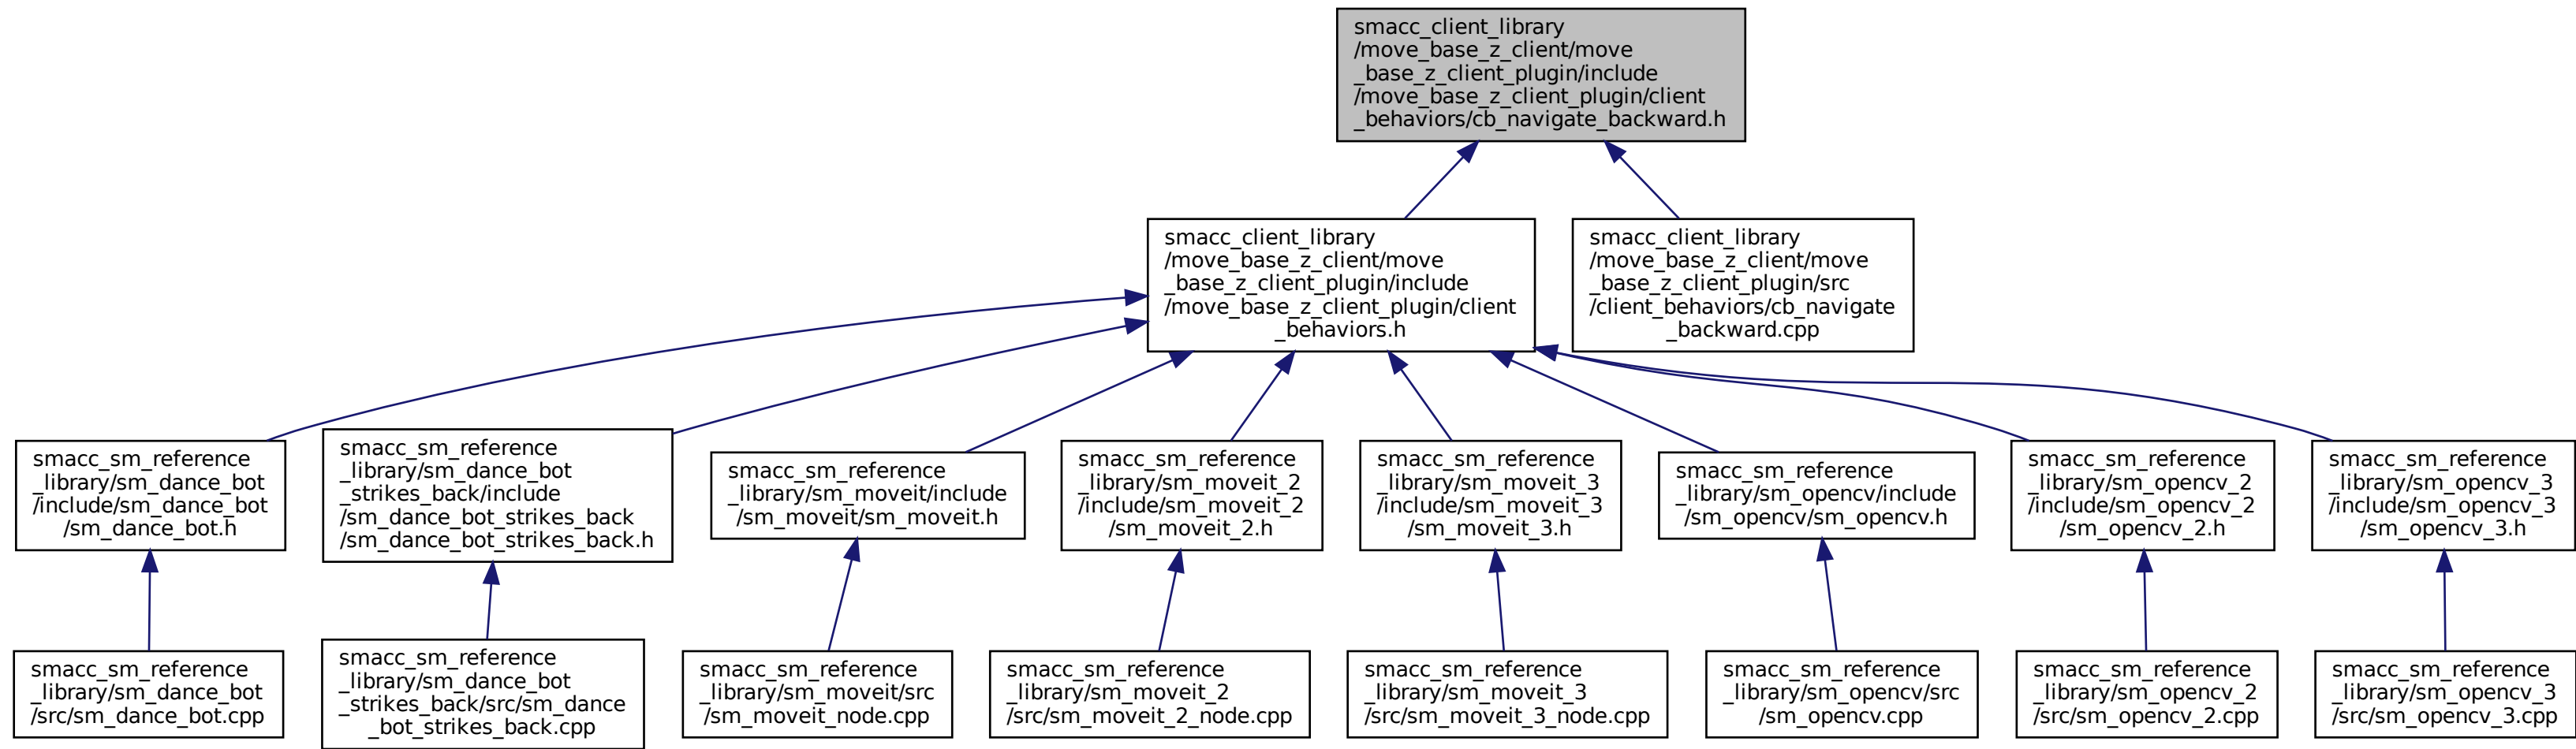 smacc_client_library
/move_base_z_client/move
_base_z_client_plugin/include
/move_base_z_client_plugin/client
_behaviors/cb_navigate_backward.h
smacc_client_library
/move_base_z_client/move
_base_z_client_plugin/include
/move_base_z_client_plugin/client
_behaviors.h
smacc_client_library
/move_base_z_client/move
_base_z_client_plugin/src
/client_behaviors/cb_navigate
_backward.cpp
smacc_sm_reference
_library/sm_dance_bot
/include/sm_dance_bot
/sm_dance_bot.h
smacc_sm_reference
_library/sm_dance_bot
_strikes_back/include
/sm_dance_bot_strikes_back
/sm_dance_bot_strikes_back.h
smacc_sm_reference
_library/sm_moveit/include
/sm_moveit/sm_moveit.h
smacc_sm_reference
_library/sm_moveit_2
/include/sm_moveit_2
/sm_moveit_2.h
smacc_sm_reference
_library/sm_moveit_3
/include/sm_moveit_3
/sm_moveit_3.h
smacc_sm_reference
_library/sm_opencv/include
/sm_opencv/sm_opencv.h
smacc_sm_reference
_library/sm_opencv_2
/include/sm_opencv_2
/sm_opencv_2.h
smacc_sm_reference
_library/sm_opencv_3
/include/sm_opencv_3
/sm_opencv_3.h
smacc_sm_reference
_library/sm_dance_bot
/src/sm_dance_bot.cpp
smacc_sm_reference
_library/sm_dance_bot
_strikes_back/src/sm_dance
_bot_strikes_back.cpp
smacc_sm_reference
_library/sm_moveit/src
/sm_moveit_node.cpp
smacc_sm_reference
_library/sm_moveit_2
/src/sm_moveit_2_node.cpp
smacc_sm_reference
_library/sm_moveit_3
/src/sm_moveit_3_node.cpp
smacc_sm_reference
_library/sm_opencv/src
/sm_opencv.cpp
smacc_sm_reference
_library/sm_opencv_2
/src/sm_opencv_2.cpp
smacc_sm_reference
_library/sm_opencv_3
/src/sm_opencv_3.cpp